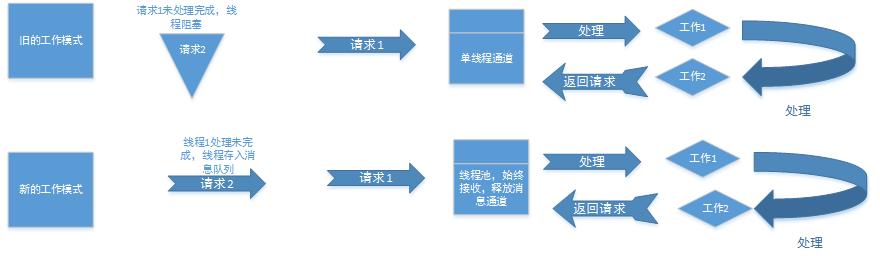 请求1未处理完成，线
程阻塞
旧的工作模式
请求2
请求1
单线程通道
处理
返回请求
工作1
工作2
处理
线程1处理未完
成，线程存入消
息队列
新的工作模式
请求2
请求1
线程池，始终
接收，释放消
息通道
处理
返回请求
工作1
工作2
处理